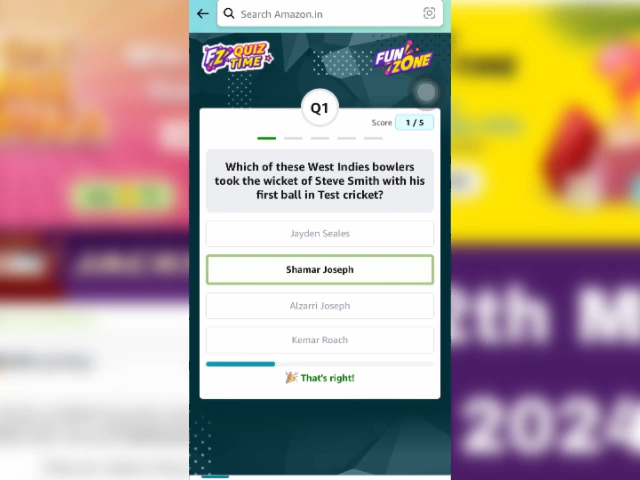 Search Amazon.in
FZ QUIZ
TIME
FUN
ZONE
Q1
Score 1 / 5
Which of these West Indies bowlers
took the wicket of Steve Smith with his
first ball in Test cricket?
Jayden Seales
Shamar Joseph
Alzarri Joseph
Kemar Roach
That's right!
2th M
2024